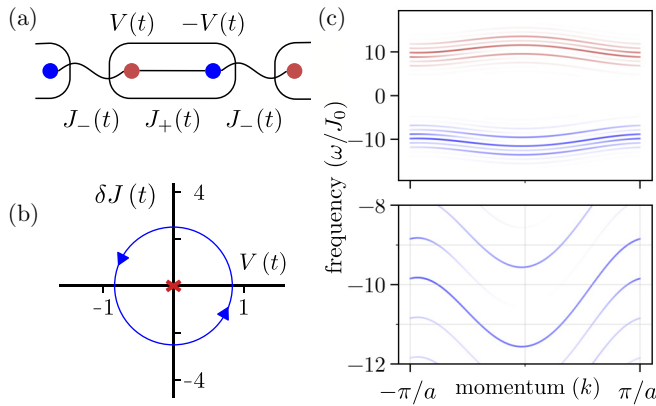 (a)
V(t)
−V(t)
J₋(t)
J₊(t)
J₋(t)
(b)
δJ (t)
4
V (t)
-1
1
-4
(c)
frequency (ω/J₀)
10
0
−10
−8
−10
−12
−π/a
momentum (k)
π/a